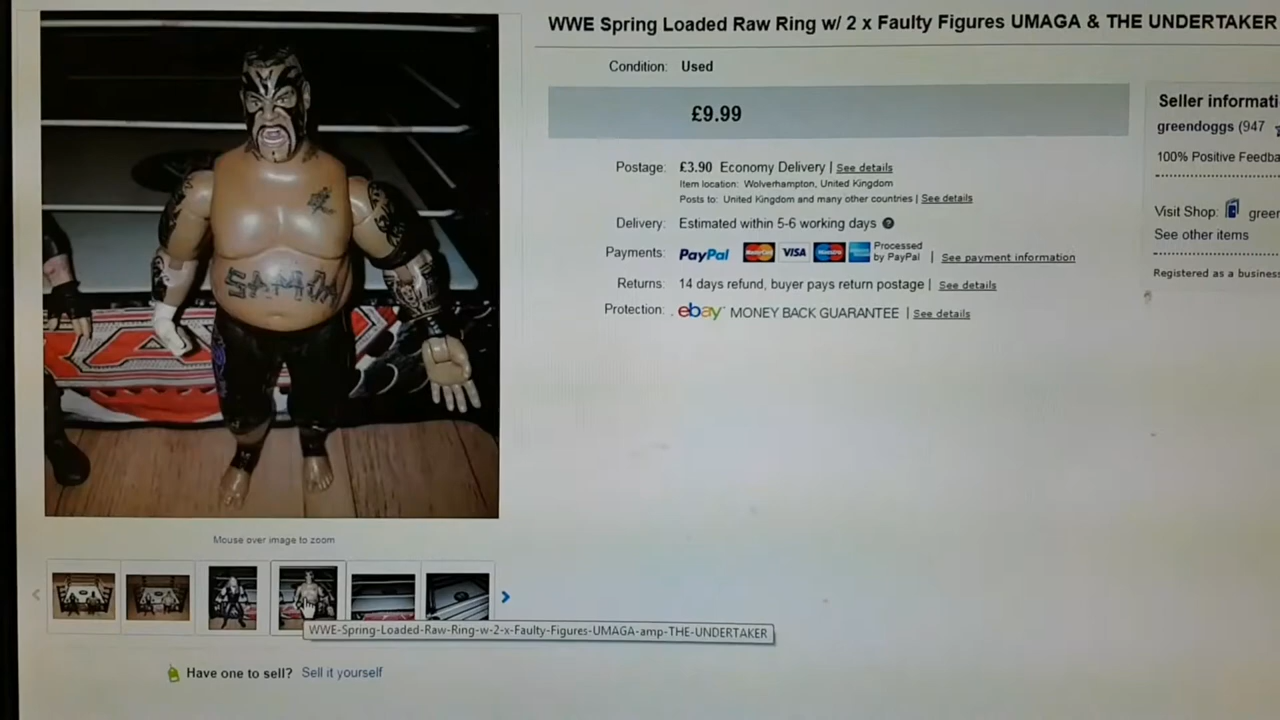 WWE Spring Loaded Raw Ring w/ 2 x Faulty Figures UMAGA & THE UNDERTAKER
Condition: Used
£9.99
Postage: £3.90 Economy Delivery | See details
Item location: Wolverhampton, United Kingdom
Posts to: United Kingdom and many other countries | See details
Delivery: Estimated within 5-6 working days
Payments: PayPal MasterCard VISA Maestro Processed by PayPal | See payment information
Returns: 14 days refund, buyer pays return postage | See details
Protection: ebay MONEY BACK GUARANTEE | See details
Seller informati
greendoggs (947
100% Positive Feedba
Visit Shop: greer
See other items
Registered as a business
SAMOA
Mouse over image to zoom
WWE-Spring-Loaded-Raw-Ring-w-2-x-Faulty-Figures-UMAGA-amp-THE-UNDERTAKER
Have one to sell? Sell it yourself